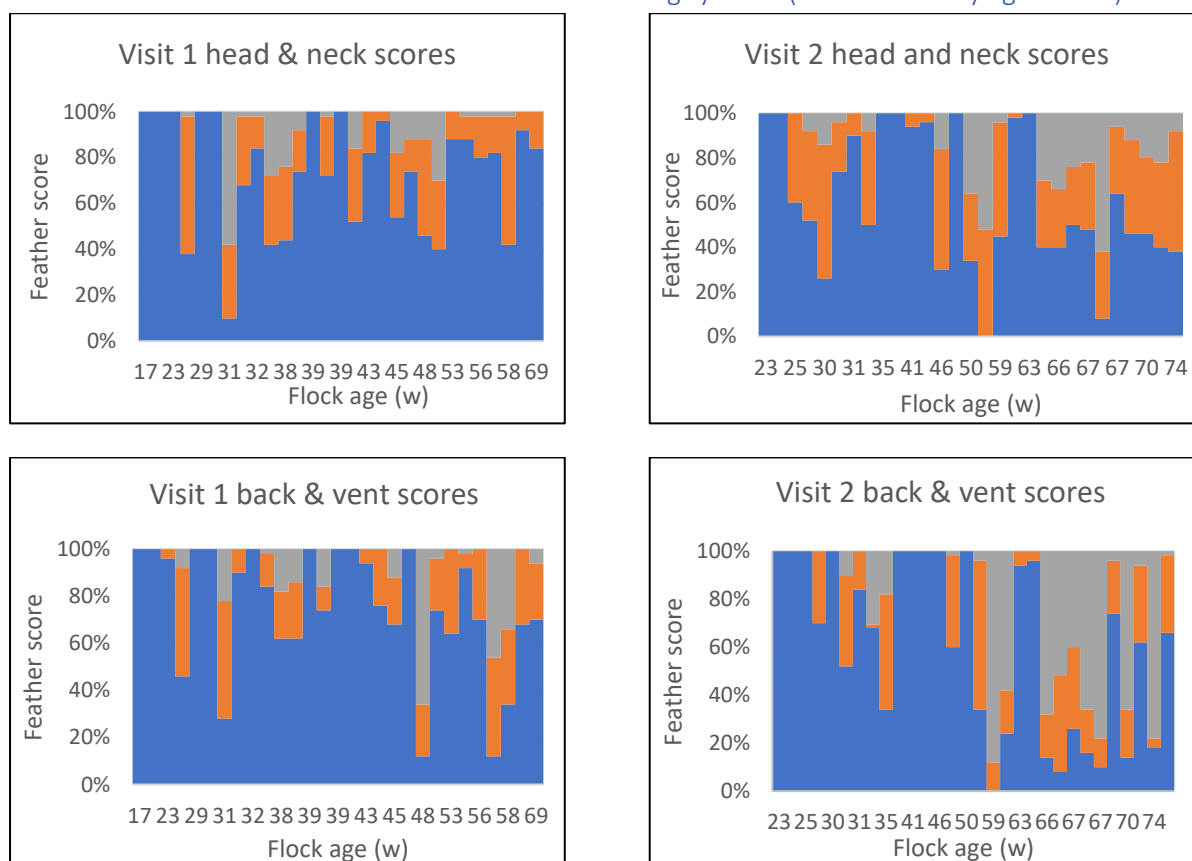 Visit 1 head & neck scores
Feather score
100%
80%
60%
40%
20%
0%
17 23 29 31 32 38 39 39 43 45 48 53 56 58 69
Flock age (w)
Visit 2 head and neck scores
Feather score
100%
80%
60%
40%
20%
0%
23 25 30 31 35 41 46 50 59 63 66 67 67 70 74
Flock age (w)
Visit 1 back & vent scores
Feather score
100%
80%
60%
40%
20%
0%
17 23 29 31 32 38 39 39 43 45 48 53 56 58 69
Flock age (w)
Visit 2 back & vent scores
Feather score
100%
80%
60%
40%
20%
0%
23 25 30 31 35 41 46 50 59 63 66 67 67 70 74
Flock age (w)